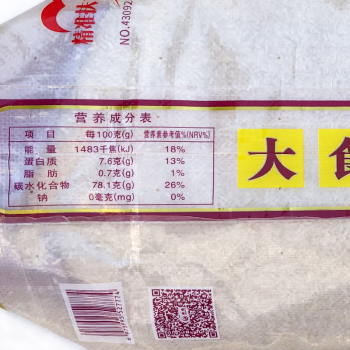 NO.43092
营养成分表
项 目 每100克(g) 营养素参考值%(NRV%)
能 量 1483千焦(kJ) 18%
蛋白质 7.6克(g) 13%
脂 肪 0.7克(g) 1%
碳水化合物 78.1克(g) 26%
钠 0毫克(mg) 0%
大